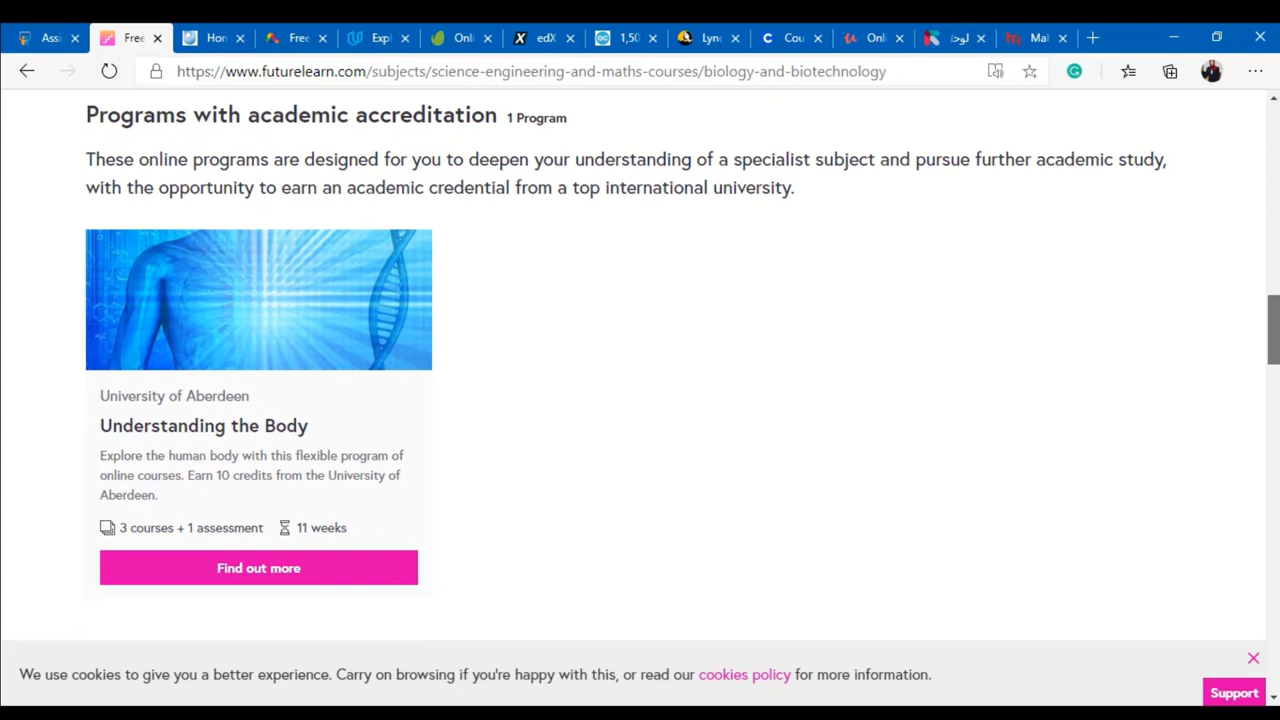 Assi
Free
Hon
Free
Expl
Onli
edX
1,50
Lync
Cou
Onli
لوحة
Mal
https://www.futurelearn.com/subjects/science-engineering-and-maths-courses/biology-and-biotechnology
Programs with academic accreditation 1 Program
These online programs are designed for you to deepen your understanding of a specialist subject and pursue further academic study,
with the opportunity to earn an academic credential from a top international university.
University of Aberdeen
Understanding the Body
Explore the human body with this flexible program of
online courses. Earn 10 credits from the University of
Aberdeen.
3 courses + 1 assessment 11 weeks
Find out more
We use cookies to give you a better experience. Carry on browsing if you're happy with this, or read our cookies policy for more information.
Support